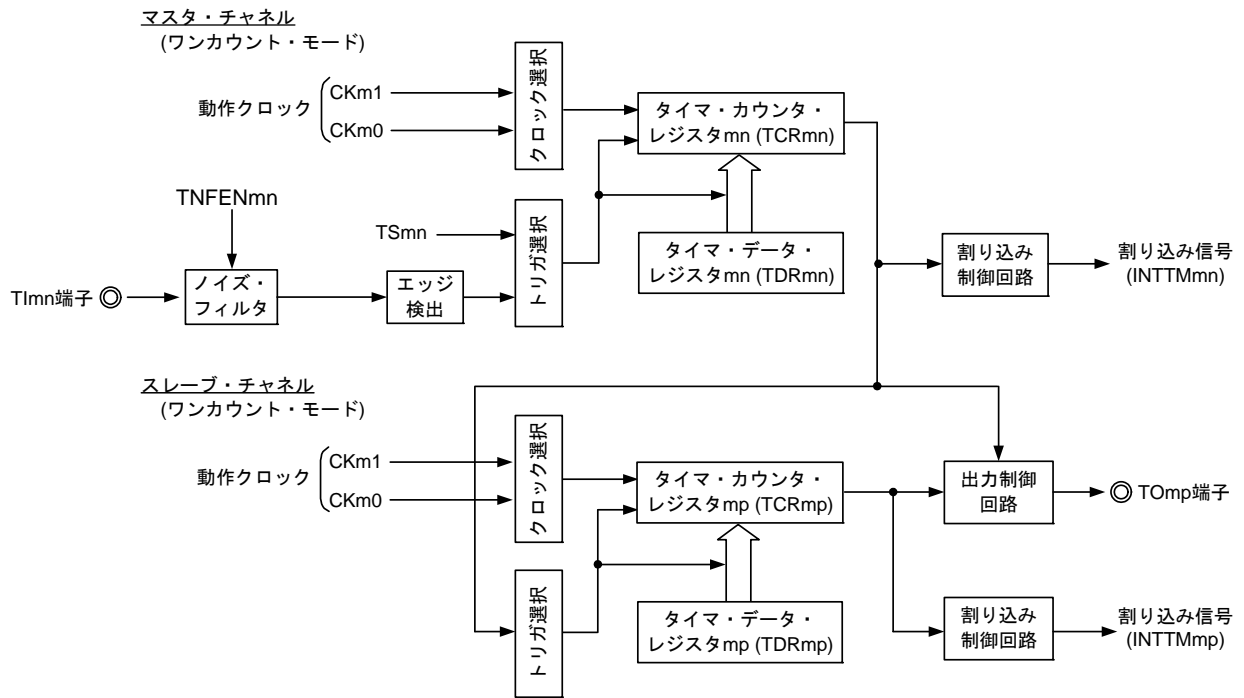 マスタ・チャネル
(ワンカウント・モード)
動作クロック
CKm1
CKm0
クロック選択
タイマ・カウンタ・
レジスタmn (TCRmn)
TNFENmn
TSmn
トリガ選択
タイマ・データ・
レジスタmn (TDRmn)
割り込み
制御回路
割り込み信号
(INTTMmn)
TImn端子
ノイズ・
フィルタ
エッジ
検出
スレーブ・チャネル
(ワンカウント・モード)
動作クロック
CKm1
CKm0
クロック選択
タイマ・カウンタ・
レジスタmp (TCRmp)
出力制御
回路
TOmp端子
トリガ選択
タイマ・データ・
レジスタmp (TDRmp)
割り込み
制御回路
割り込み信号
(INTTMmp)